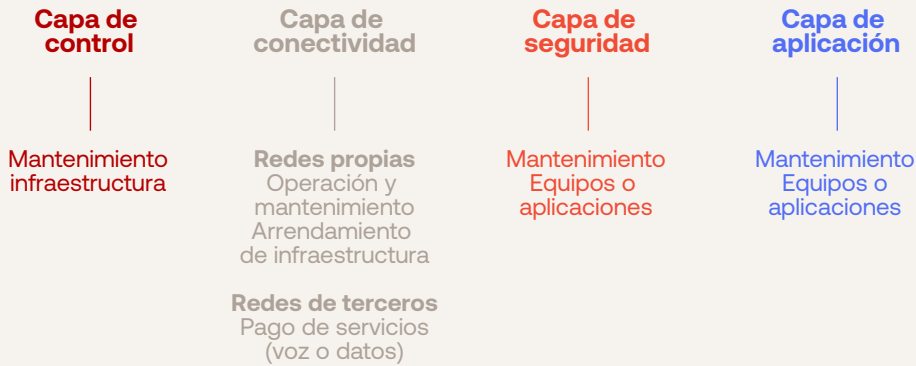 Capa de
control
Mantenimiento
infraestructura
Capa de
conectividad
Redes propias
Operación y
mantenimiento
Arrendamiento
de infraestructura
Redes de terceros
Pago de servicios
(voz o datos)
Capa de
seguridad
Mantenimiento
Equipos o
aplicaciones
Capa de
aplicación
Mantenimiento
Equipos o
aplicaciones